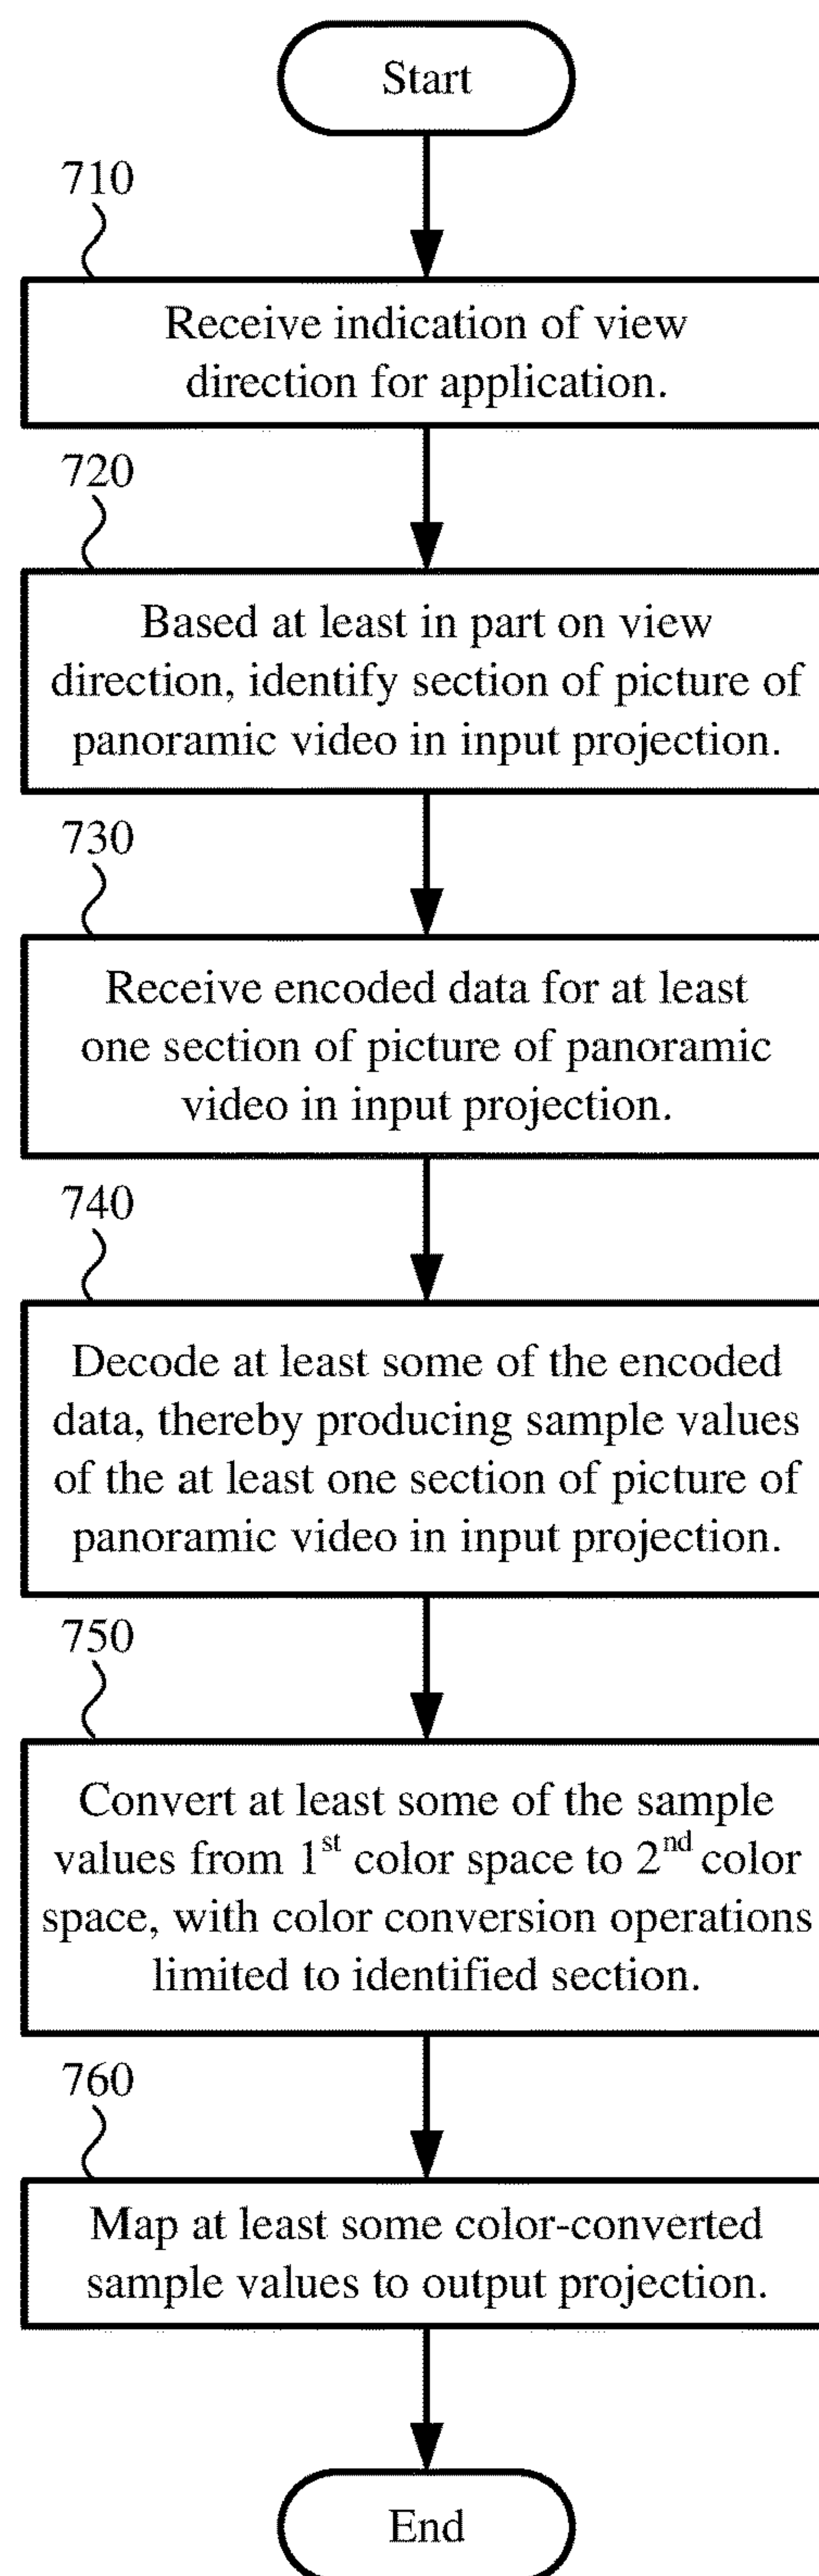 Start
710
Receive indication of view
direction for application.
720
Based at least in part on view
direction, identify section of picture of
panoramic video in input projection.
730
Receive encoded data for at least
one section of picture of panoramic
video in input projection.
740
Decode at least some of the encoded
data, thereby producing sample values
of the at least one section of picture of
panoramic video in input projection.
750
Convert at least some of the sample
values from 1st color space to 2nd color
space, with color conversion operations
limited to identified section.
760
Map at least some color-converted
sample values to output projection.
End